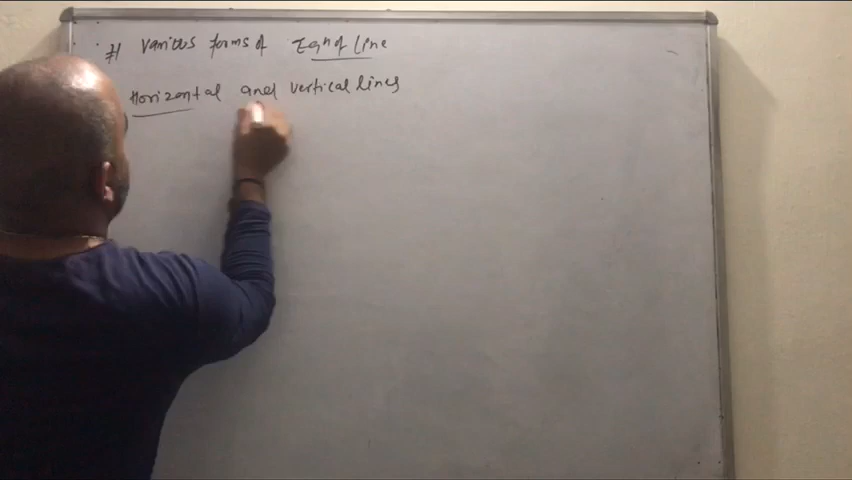 # Various forms of Eqn of Line
Horizontal and vertical lines